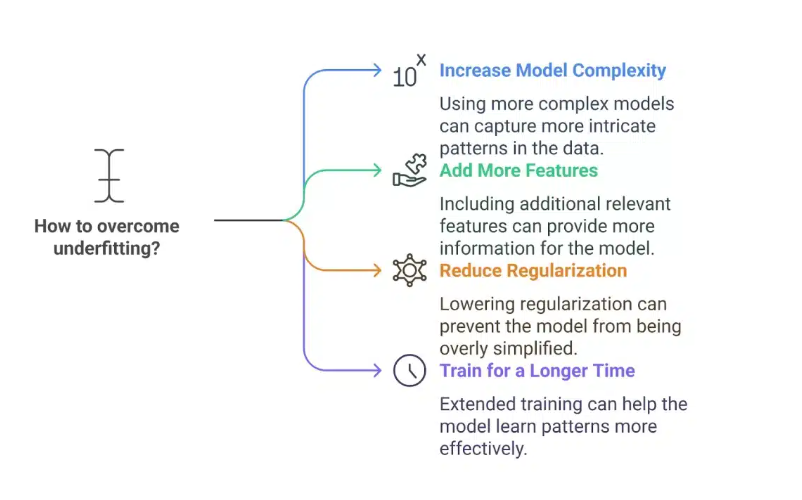 How to overcome
underfitting?
10^x
Increase Model Complexity
Using more complex models
can capture more intricate
patterns in the data.
Add More Features
Including additional relevant
features can provide more
information for the model.
Reduce Regularization
Lowering regularization can
prevent the model from being
overly simplified.
Train for a Longer Time
Extended training can help the
model learn patterns more
effectively.